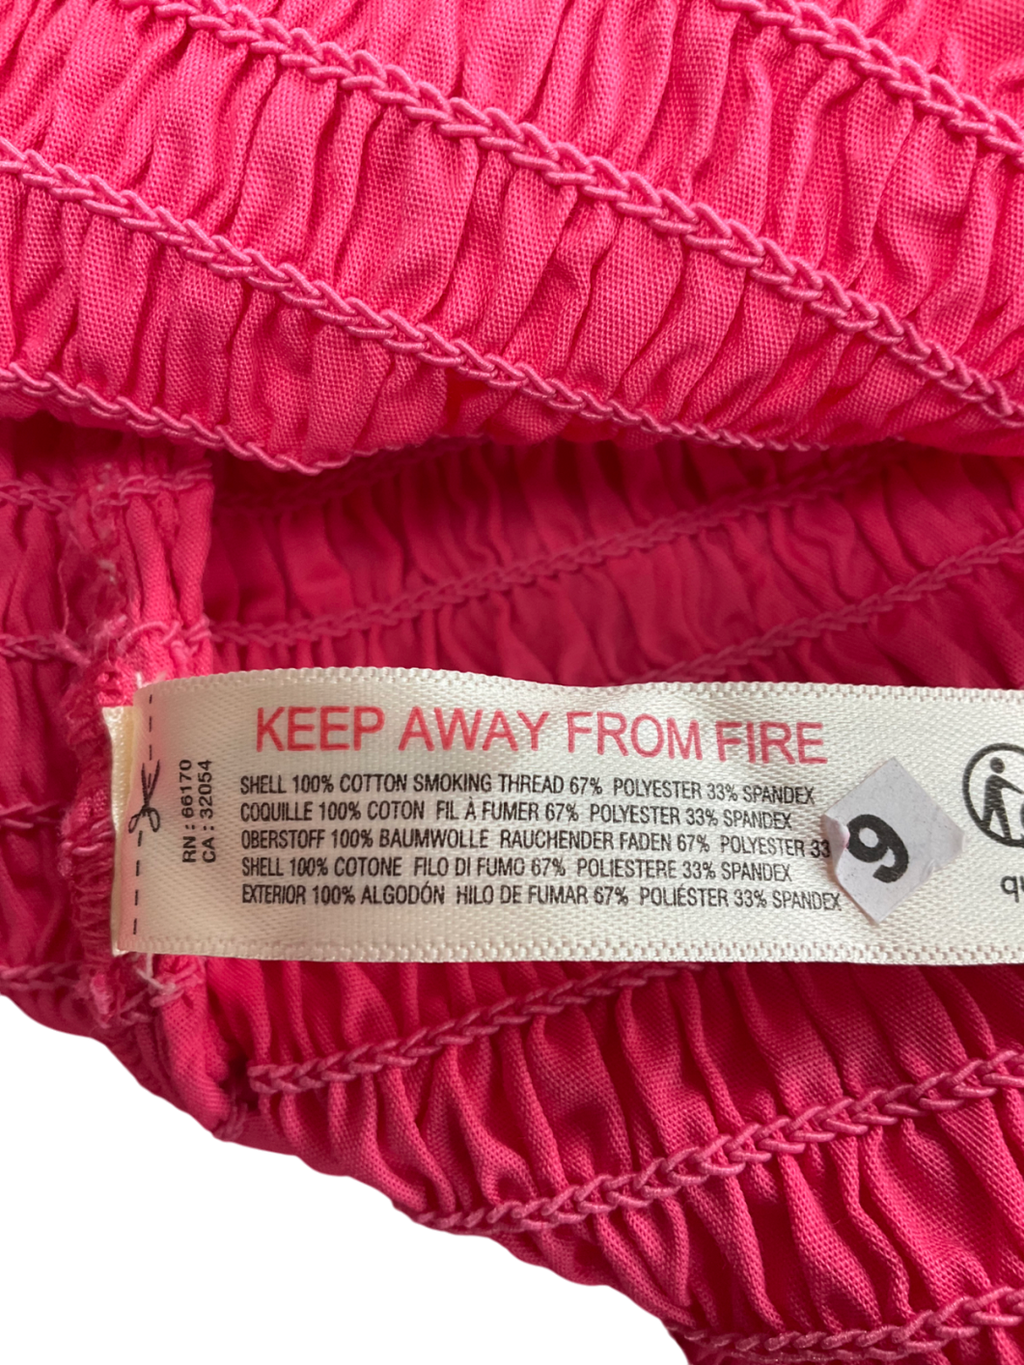 KEEP AWAY FROM FIRE
SHELL 100% COTTON SMOKING THREAD 67% POLYESTER 33% SPANDEX
COQUILLE 100% COTON FIL À FUMER 67% POLYESTER 33% SPANDEX
OBERSTOFF 100% BAUMWOLLE RAUCHENDER FADEN 67% POLYESTER 33
SHELL 100% COTONE FILO DI FUMO 67% POLIESTERE 33% SPANDEX
EXTERIOR 100% ALGODÓN HILO DE FUMAR 67% POLIÉSTER 33% SPANDEX
RN : 66170
CA : 32054